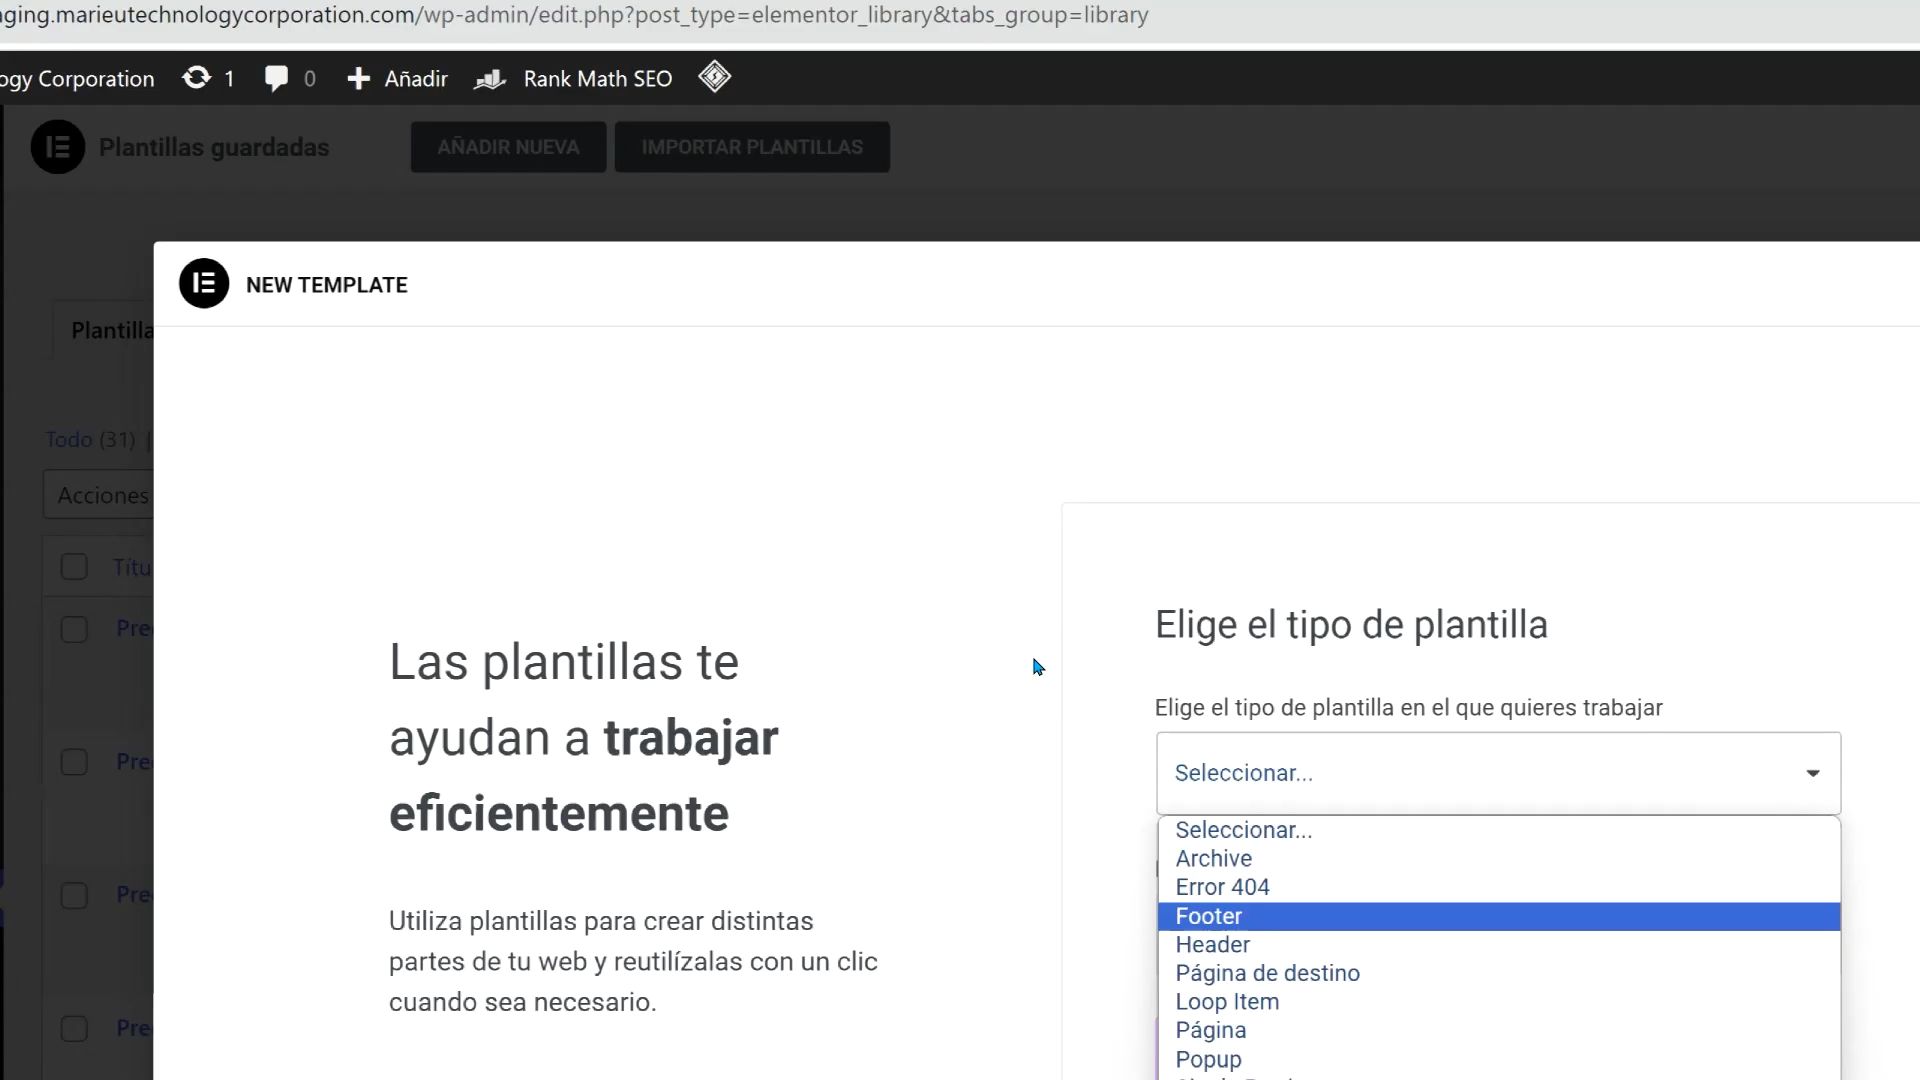 aging.marieutechnologycorporation.com/wp-admin/edit.php?post_type=elementor_library&tabs_group=library
ogy Corporation 1 0 Añadir Rank Math SEO
Plantillas guardadas AÑADIR NUEVA IMPORTAR PLANTILLAS
NEW TEMPLATE
Plantilla
Todo (31) |
Acciones
Títu
Pre
Pre
Pre
Pre
Las plantillas te
ayudan a trabajar
eficientemente
Utiliza plantillas para crear distintas
partes de tu web y reutilízalas con un clic
cuando sea necesario.
Elige el tipo de plantilla
Elige el tipo de plantilla en el que quieres trabajar
Seleccionar...
Seleccionar...
Archive
Error 404
Footer
Header
Página de destino
Loop Item
Página
Popup